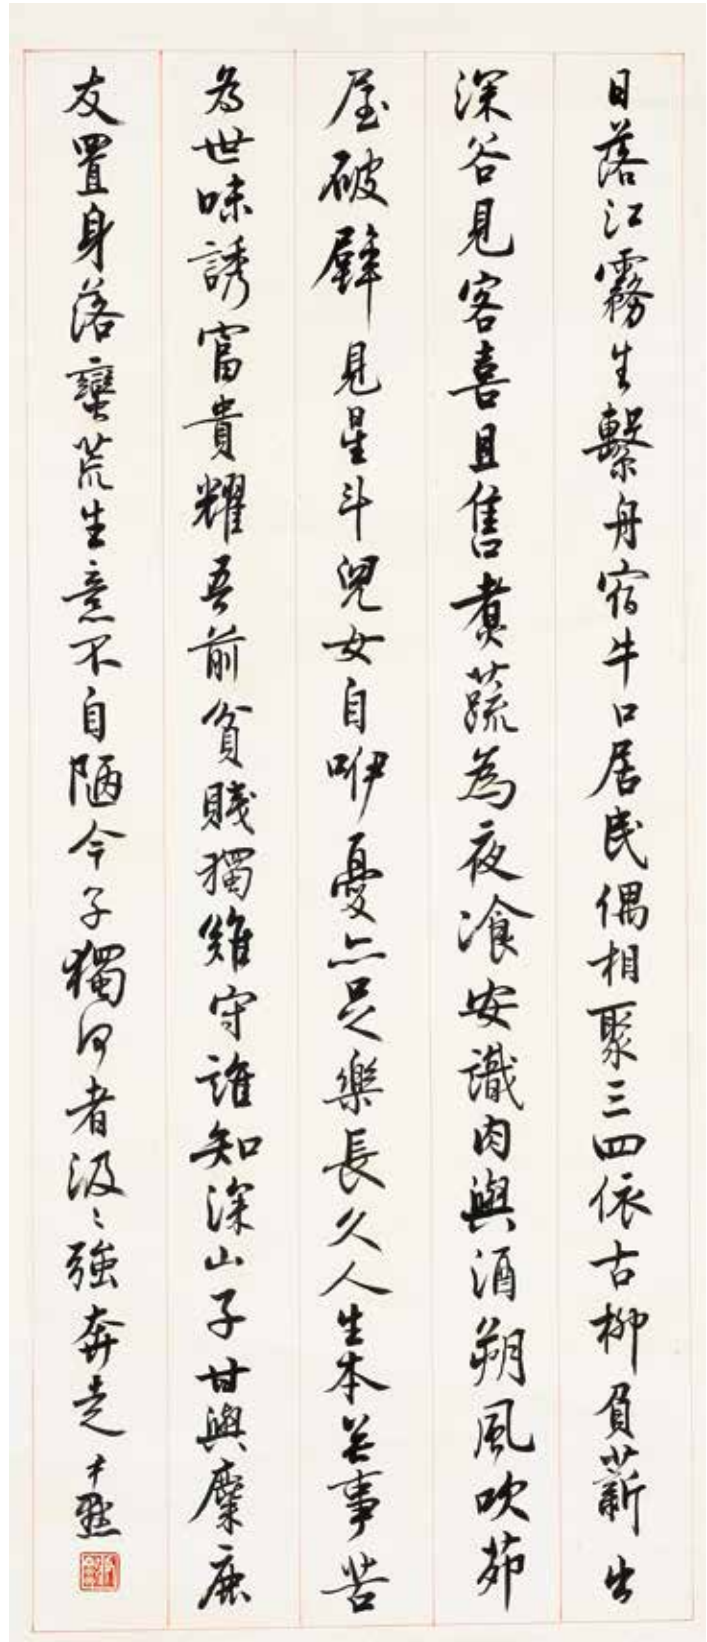 日落江霧生繫舟宿牛口居民偶相聚三四依古柳負薪出
深谷見客喜且售煑蔬為夜飡安識肉與酒朔風吹茆
屋破壁見星斗兒女自咿憂亦足樂長久人生本無事苦
為世味誘富貴耀吾前貧賤獨難守誰知深山子甘與麋鹿
友置身落蠻荒生意不自陋今子獨何者汲〻強奔走 尹默